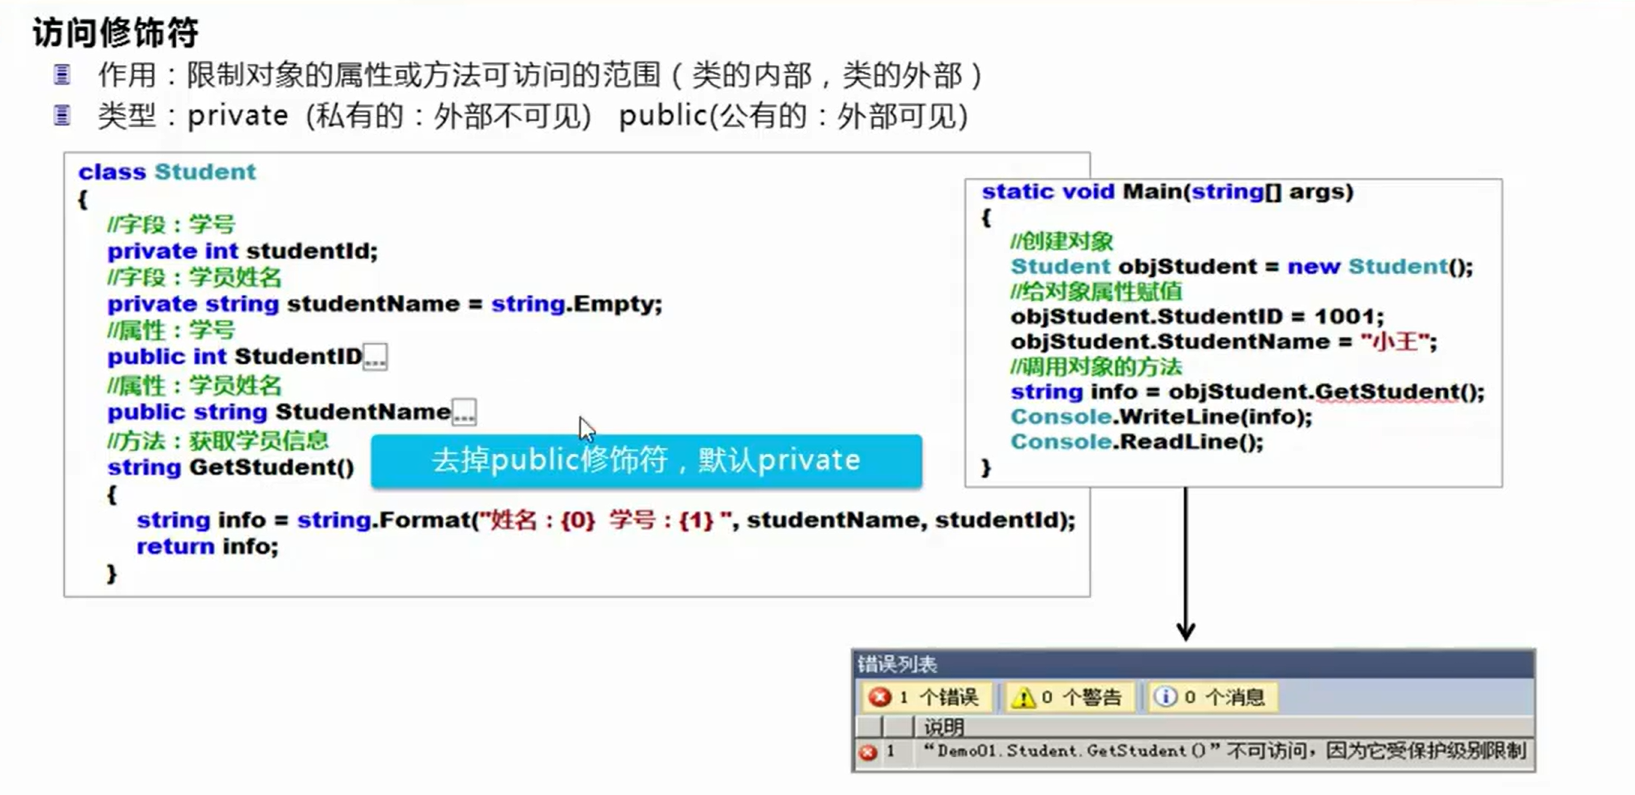 访问修饰符
作用：限制对象的属性或方法可访问的范围（类的内部，类的外部）
类型：private (私有的：外部不可见) public(公有的：外部可见)
class Student
{
//字段：学号
private int studentId;
//字段：学员姓名
private string studentName = string.Empty;
//属性：学号
public int StudentID...
//属性：学员姓名
public string StudentName...
//方法：获取学员信息
string GetStudent()
去掉public修饰符，默认private
{
string info = string.Format("姓名：{0} 学号：{1} ", studentName, studentId);
return info;
}
static void Main(string[] args)
{
//创建对象
Student objStudent = new Student();
//给对象属性赋值
objStudent.StudentID = 1001;
objStudent.StudentName = "小王";
//调用对象的方法
string info = objStudent.GetStudent();
Console.WriteLine(info);
Console.ReadLine();
}
错误列表
1 个错误 0 个警告 0 个消息
说明
1 “Demo01.Student.GetStudent()”不可访问，因为它受保护级别限制